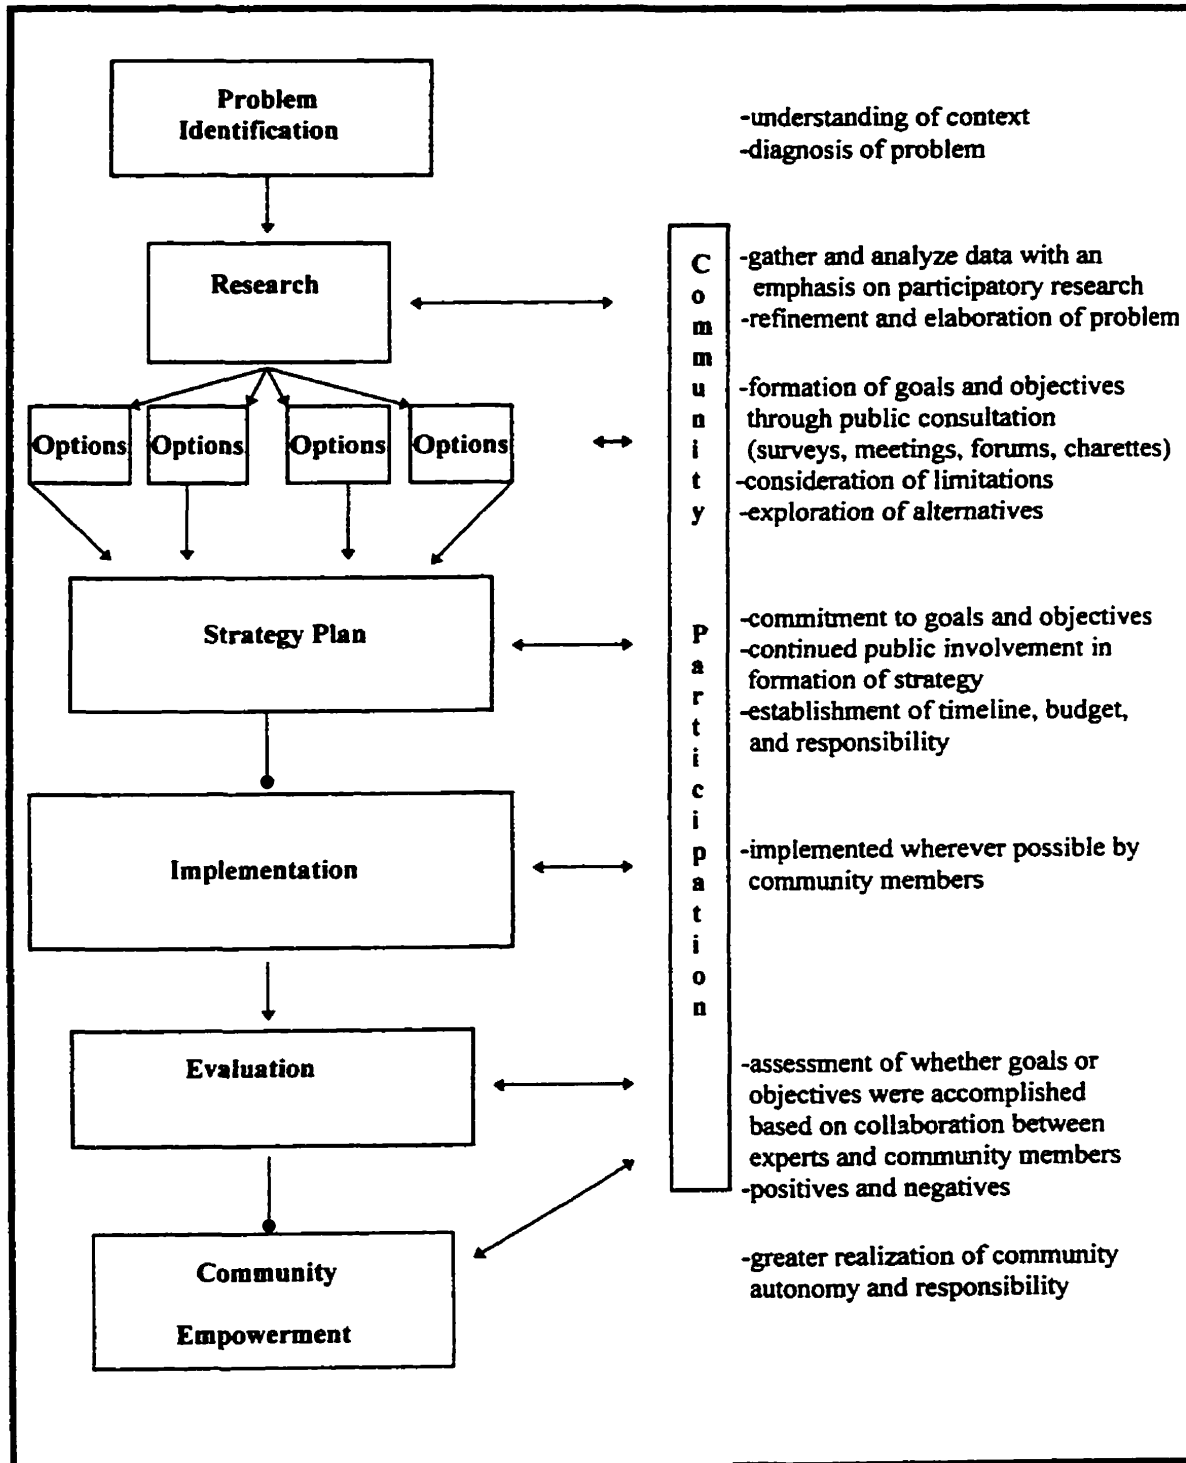 Problem
Identification
-understanding of context
-diagnosis of problem
Research
-gather and analyze data with an
emphasis on participatory research
-refinement and elaboration of problem
Options Options Options Options
-formation of goals and objectives
through public consultation
(surveys, meetings, forums, charettes)
-consideration of limitations
-exploration of alternatives
Strategy Plan
-commitment to goals and objectives
-continued public involvement in
formation of strategy
-establishment of timeline, budget,
and responsibility
Implementation
-implemented wherever possible by
community members
Evaluation
-assessment of whether goals or
objectives were accomplished
based on collaboration between
experts and community members
-positives and negatives
Community
Empowerment
-greater realization of community
autonomy and responsibility
Community Participation